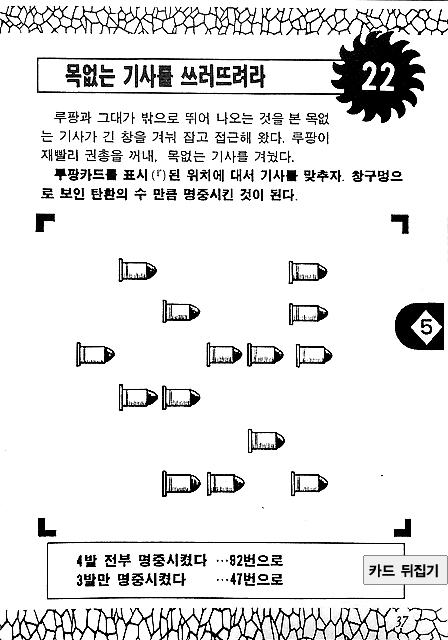 목없는 기사를 쓰러뜨려라
22
루팡과 그대가 밖으로 뛰어 나오는 것을 본 목없
는 기사가 긴 창을 겨눠 잡고 접근해 왔다. 루팡이
재빨리 권총을 꺼내, 목없는 기사를 겨눴다.
루팡카드를 표시(「)된 위치에 대서 기사를 맞추자. 창구멍으
로 보인 탄환의 수 만큼 명중시킨 것이 된다.
5
4발 전부 명중시켰다 …82번으로
3발만 명중시켰다 …47번으로
카드 뒤집기
37